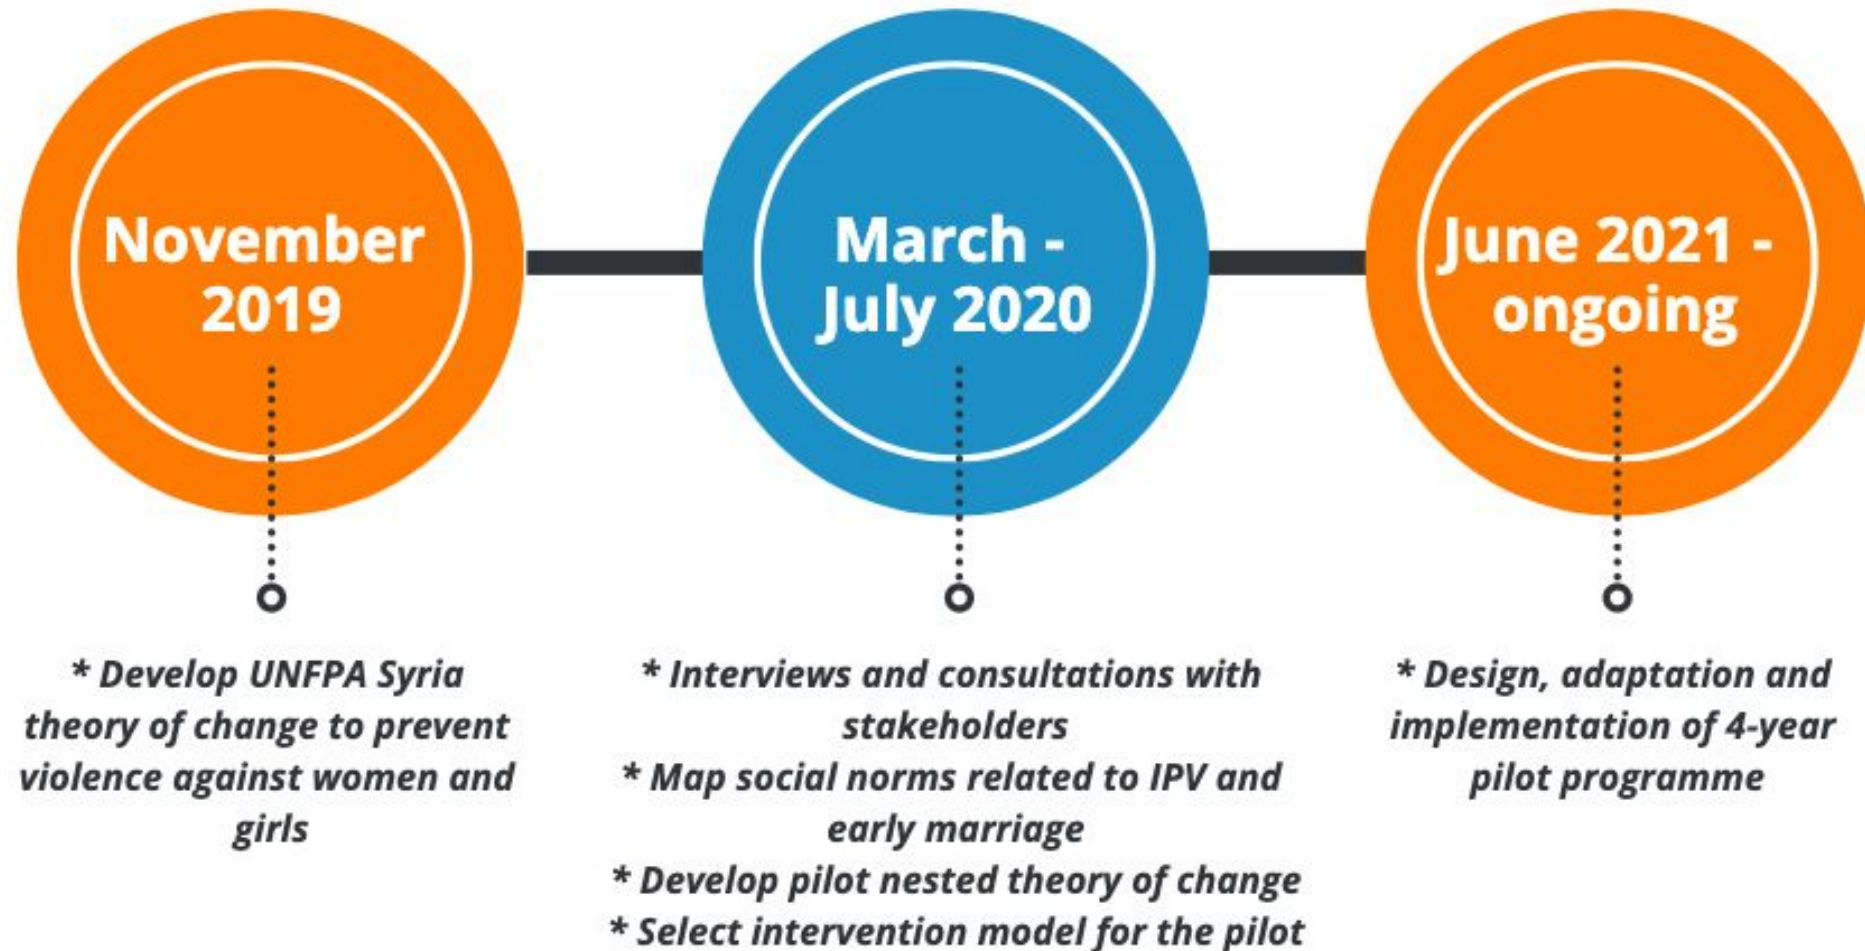 November
2019
March -
July 2020
June 2021 -
ongoing
* Develop UNFPA Syria
theory of change to prevent
violence against women and
girls
* Interviews and consultations with
stakeholders
* Map social norms related to IPV and
early marriage
* Develop pilot nested theory of change
* Select intervention model for the pilot
* Design, adaptation and
implementation of 4-year
pilot programme